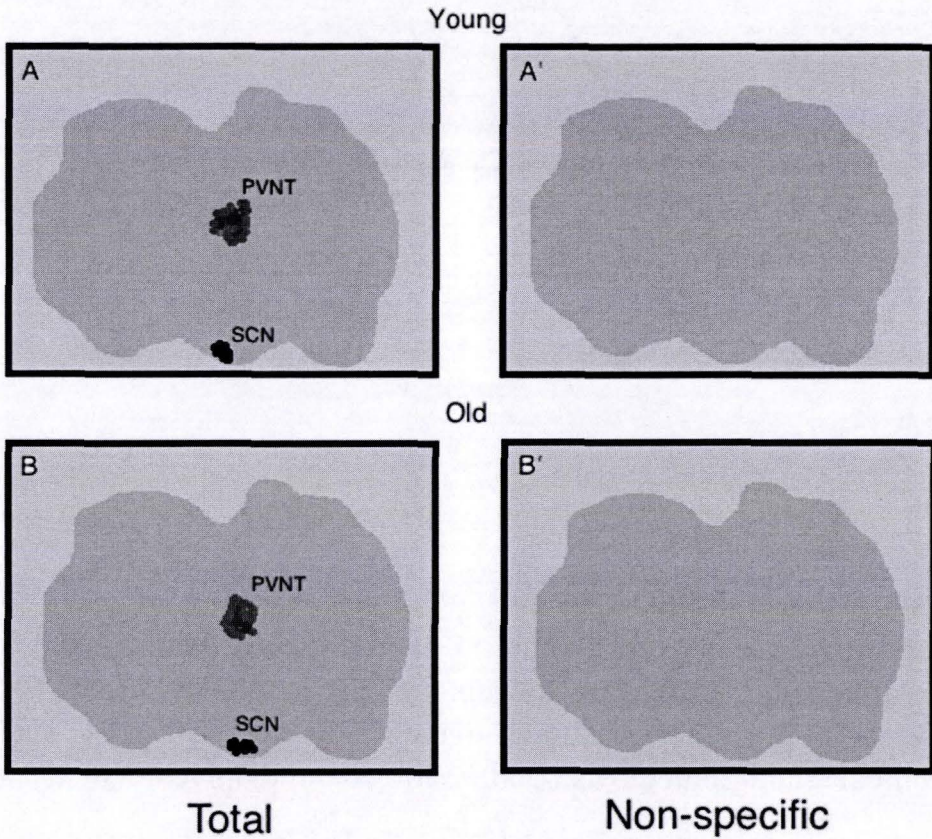 Young
A
PVNT
SCN
A'
Old
B
PVNT
SCN
B'
Total
Non-specific